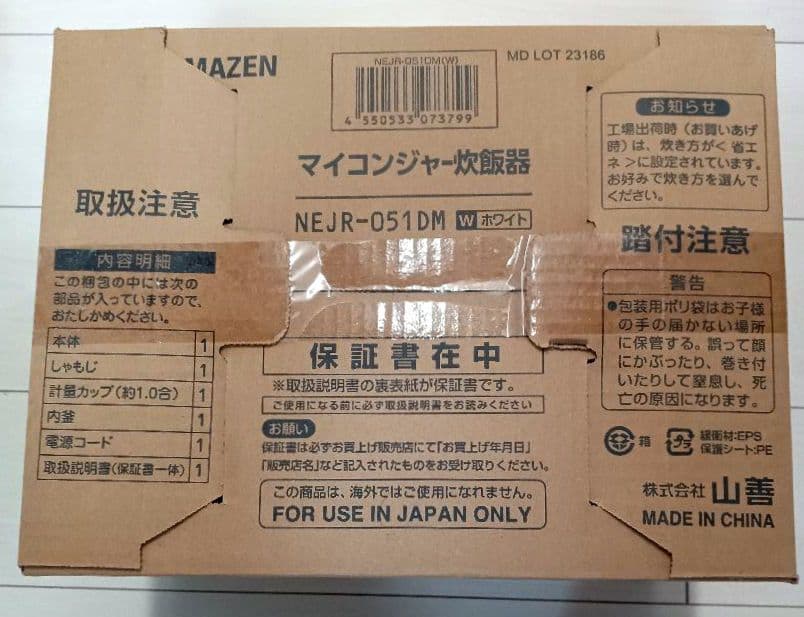 MAZEN
NEJR-051DM(W)
4 550533 073799
MD LOT 23186
マイコンジャー炊飯器
NEJR-051DM W ホワイト
お知らせ
工場出荷時（お買いあげ
時）は、炊き方が＜省エ
ネ＞に設定されています。
お好みで炊き方を選んで
ください。
取扱注意
内容明細
この梱包の中には次の
部品が入っていますので、
おたしかめください。
本体 1
しゃもじ 1
計量カップ（約1.0合） 1
内釜 1
電源コード 1
取扱説明書（保証書一体） 1
保証書在中
※取扱説明書の裏表紙が保証書です。
ご使用になる前に必ず取扱説明書をお読みください
お願い
保証書は必ずお買上げ販売店にて「お買上げ年月日」
「販売店名」など記入されたものをお受け取りください。
この商品は、海外ではご使用になれません。
FOR USE IN JAPAN ONLY
踏付注意
警告
●包装用ポリ袋はお子様
の手の届かない場所
に保管する。誤って顔
にかぶったり、巻き付
いたりして窒息し、死
亡の原因になります。
箱
プラ
緩衝材:EPS
保護シート:PE
株式会社 山善
MADE IN CHINA